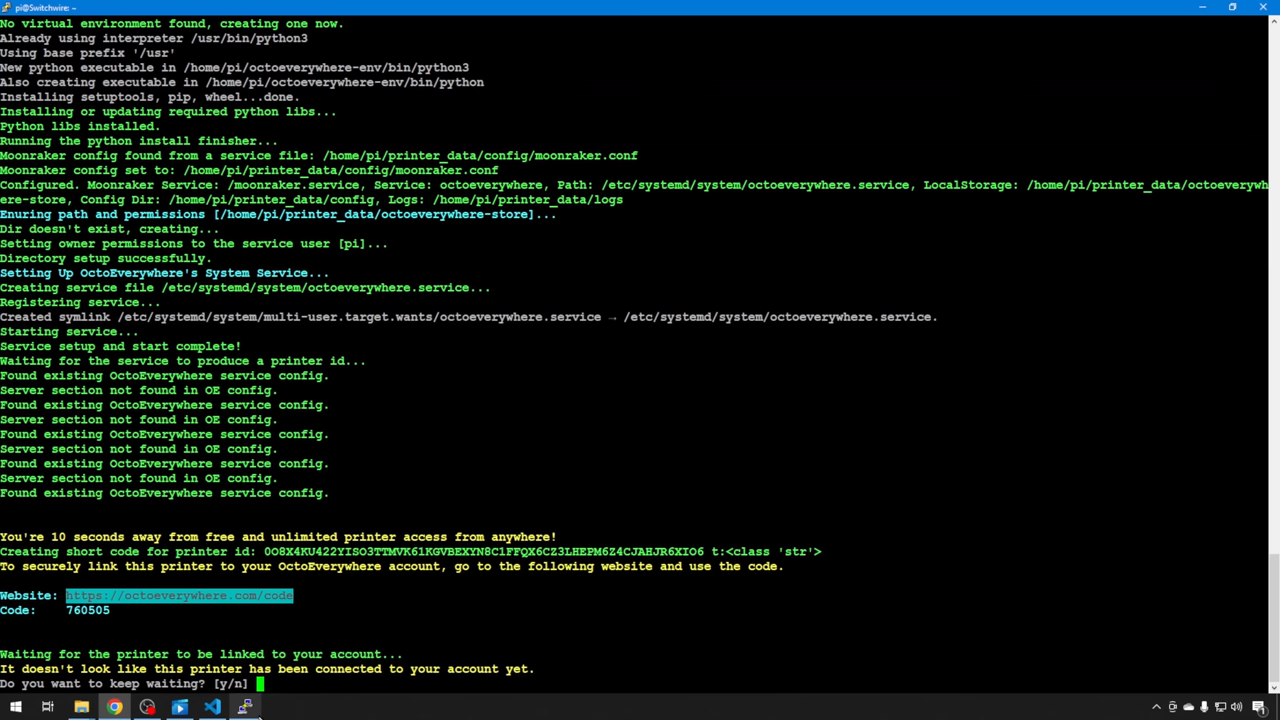 pi@Switchwire: ~
No virtual environment found, creating one now.
Already using interpreter /usr/bin/python3
Using base prefix '/usr'
New python executable in /home/pi/octoeverywhere-env/bin/python3
Also creating executable in /home/pi/octoeverywhere-env/bin/python
Installing setuptools, pip, wheel...done.
Installing or updating required python libs...
Python libs installed.
Running the python install finisher...
Moonraker config found from a service file: /home/pi/printer_data/config/moonraker.conf
Moonraker config set to: /home/pi/printer_data/config/moonraker.conf
Configured. Moonraker Service: /moonraker.service, Service: octoeverywhere, Path: /etc/systemd/system/octoeverywhere.service, LocalStorage: /home/pi/printer_data/octoeverywh
ere-store, Config Dir: /home/pi/printer_data/config, Logs: /home/pi/printer_data/logs
Enuring path and permissions [/home/pi/printer_data/octoeverywhere-store]...
Dir doesn't exist, creating...
Setting owner permissions to the service user [pi]...
Directory setup successfully.
Setting Up OctoEverywhere's System Service...
Creating service file /etc/systemd/system/octoeverywhere.service...
Registering service...
Created symlink /etc/systemd/system/multi-user.target.wants/octoeverywhere.service → /etc/systemd/system/octoeverywhere.service.
Starting service...
Service setup and start complete!
Waiting for the service to produce a printer id...
Found existing OctoEverywhere service config.
Server section not found in OE config.
Found existing OctoEverywhere service config.
Server section not found in OE config.
Found existing OctoEverywhere service config.
Server section not found in OE config.
Found existing OctoEverywhere service config.
Server section not found in OE config.
Found existing OctoEverywhere service config.
You're 10 seconds away from free and unlimited printer access from anywhere!
Creating short code for printer id: 0O8X4KU422YISO3TTMVK61KGVBEXYN8C1FFQX6CZ3LHEPM6Z4CJAHJR6XIO6 t:<class 'str'>
To securely link this printer to your OctoEverywhere account, go to the following website and use the code.
Website: https://octoeverywhere.com/code
Code: 760505
Waiting for the printer to be linked to your account...
It doesn't look like this printer has been connected to your account yet.
Do you want to keep waiting? [y/n]